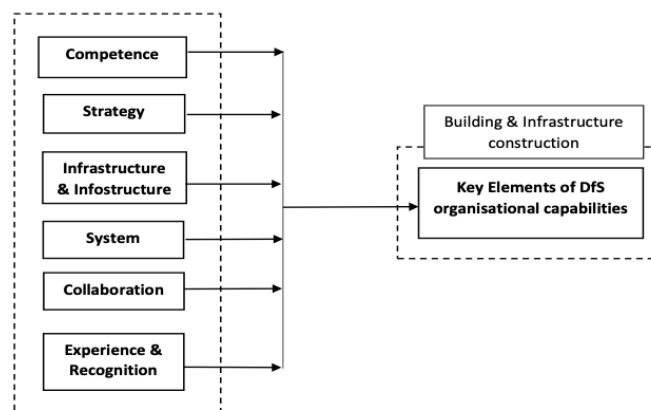 Competence
Strategy
Infrastructure
& Infostructure
System
Collaboration
Experience &
Recognition
Building & Infrastructure
construction
Key Elements of DfS
organisational capabilities